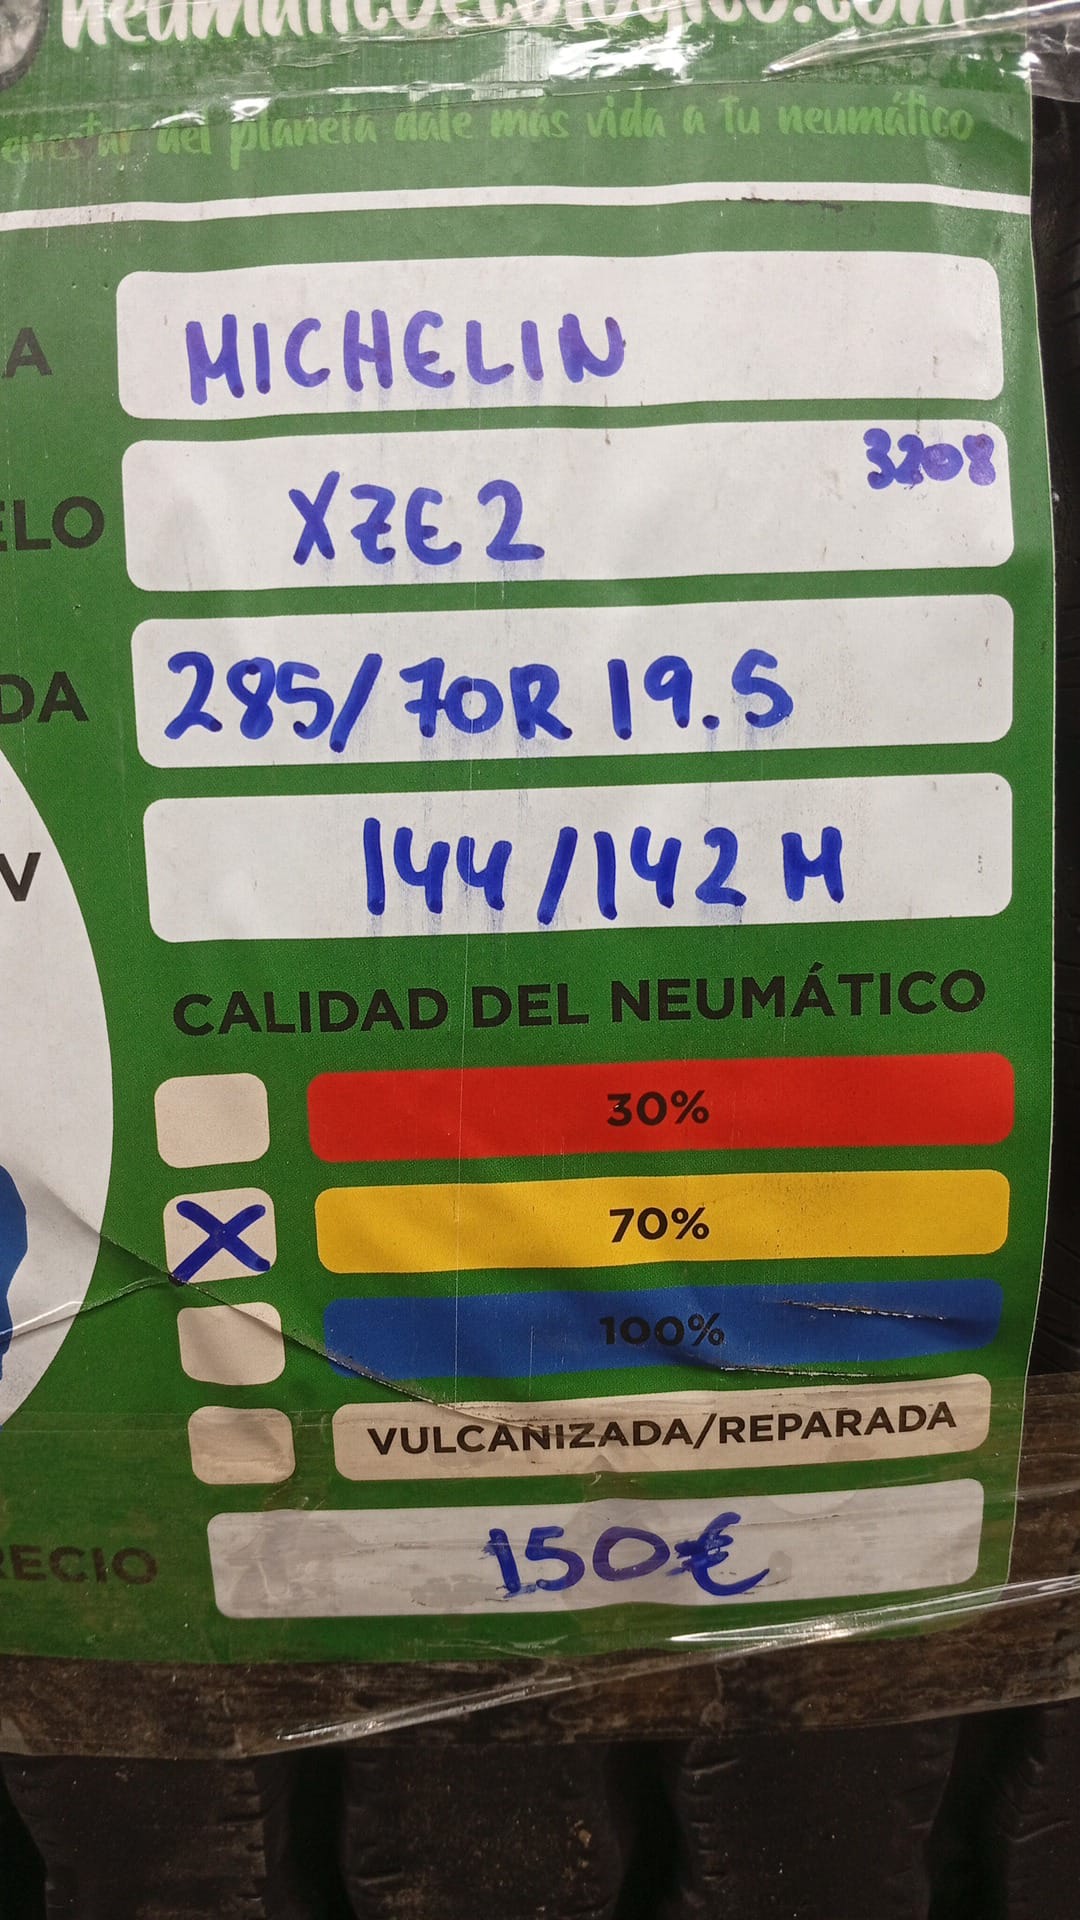 neumaticoecologico.com
del planeta dale más vida a tu neumático
A MICHELIN
ELO XZE2 3208
DA 285/70R 19.5
V 144/142 M
CALIDAD DEL NEUMÁTICO
30%
X 70%
100%
VULCANIZADA/REPARADA
RECIO 150€